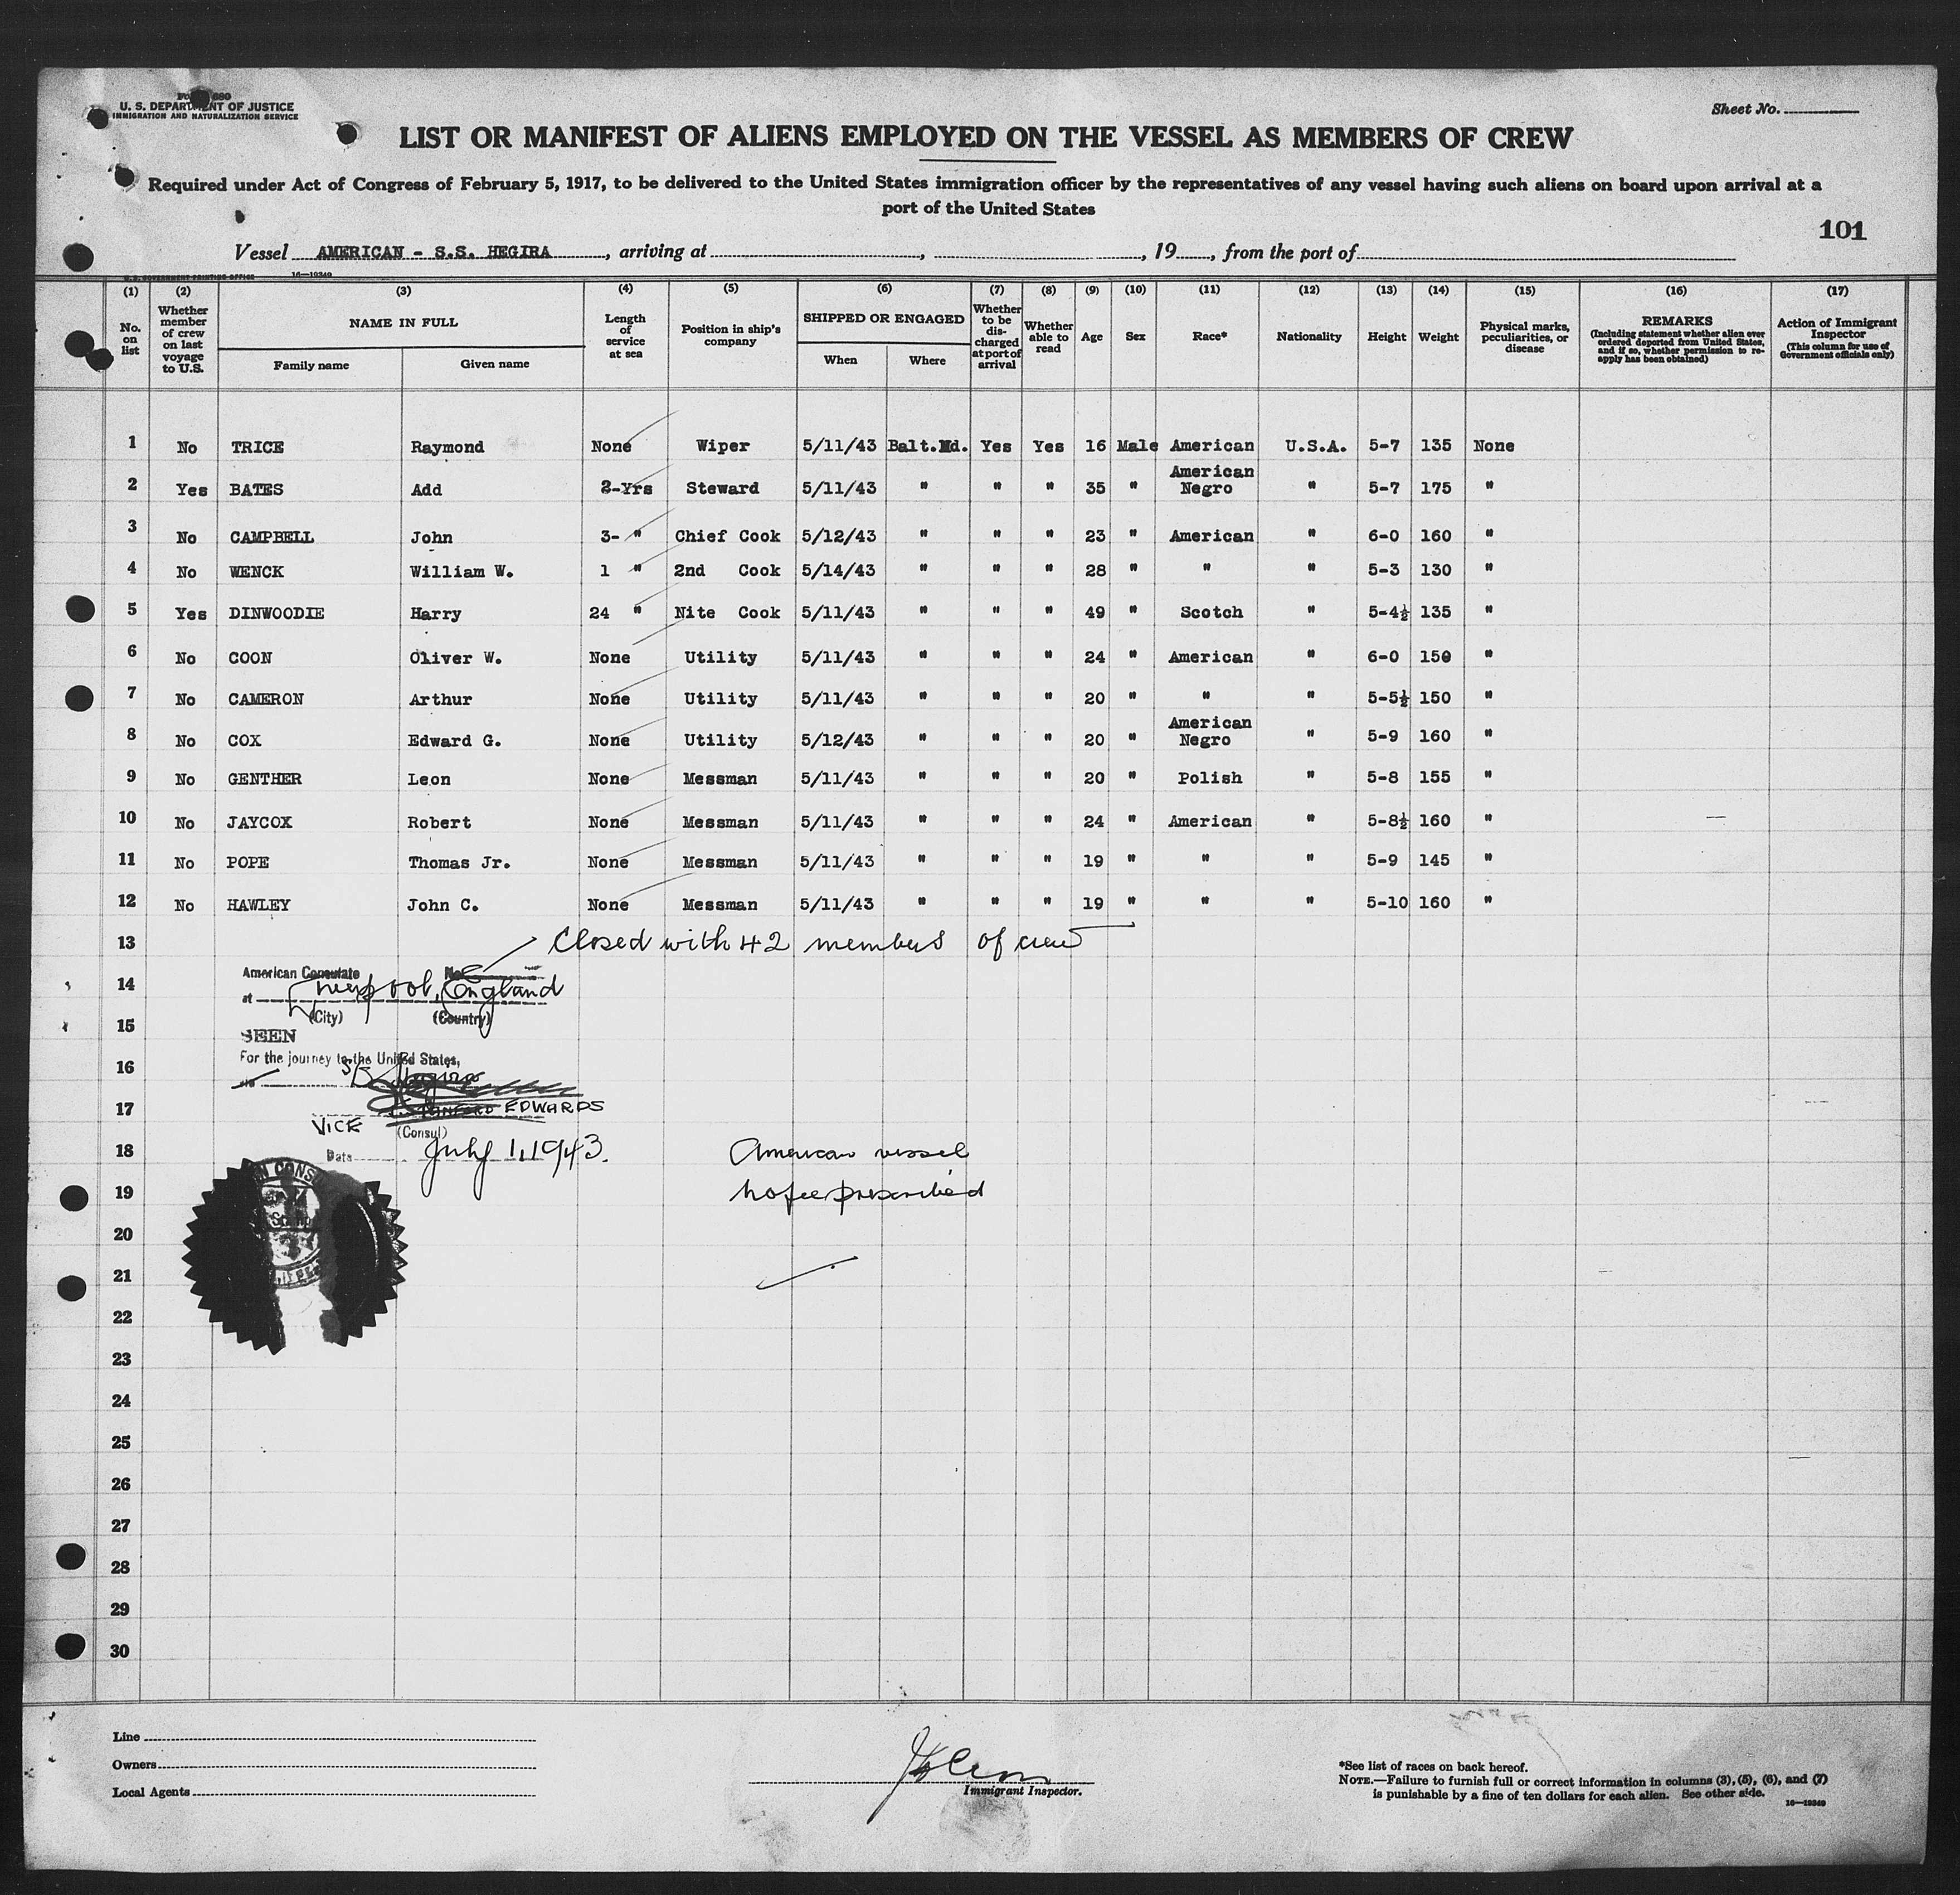 Form 680
U. S. DEPARTMENT OF JUSTICE
IMMIGRATION AND NATURALIZATION SERVICE
Sheet No.
LIST OR MANIFEST OF ALIENS EMPLOYED ON THE VESSEL AS MEMBERS OF CREW
Required under Act of Congress of February 5, 1917, to be delivered to the United States immigration officer by the representatives of any vessel having such aliens on board upon arrival at a
port of the United States
101
Vessel AMERICAN - S.S. HEGIRA, arriving at , , 19 , from the port of
U. S. GOVERNMENT PRINTING OFFICE 16—19349
(1) (2) (3) (4) (5) (6) (7) (8) (9) (10) (11) (12) (13) (14) (15) (16) (17)
No. on list
Whether member of crew on last voyage to U.S.
NAME IN FULL
Family name Given name
Length of service at sea
Position in ship's company
SHIPPED OR ENGAGED
When Where
Whether to be discharged at port of arrival
Whether able to read
Age Sex Race* Nationality Height Weight
Physical marks, peculiarities, or disease
REMARKS
(Including statement whether alien ever ordered deported from United States, and if so, whether permission to reapply has been obtained)
Action of Immigrant Inspector
(This column for use of Government officials only)
1 No TRICE Raymond None Wiper 5/11/43 Balt.Md. Yes Yes 16 Male American U.S.A. 5-7 135 None
2 Yes BATES Add 2-Yrs Steward 5/11/43 " " " 35 " American Negro " 5-7 175 "
3 No CAMPBELL John 3- " Chief Cook 5/12/43 " " " 23 " American " 6-0 160 "
4 No WENCK William W. 1 " 2nd Cook 5/14/43 " " " 28 " " " 5-3 130 "
5 Yes DINWOODIE Harry 24 " Nite Cook 5/11/43 " " " 49 " Scotch " 5-4½ 135 "
6 No COON Oliver W. None Utility 5/11/43 " " " 24 " American " 6-0 150 "
7 No CAMERON Arthur None Utility 5/11/43 " " " 20 " " " 5-5½ 150 "
8 No COX Edward G. None Utility 5/12/43 " " " 20 " American Negro " 5-9 160 "
9 No GENTHER Leon None Messman 5/11/43 " " " 20 " Polish " 5-8 155 "
10 No JAYCOX Robert None Messman 5/11/43 " " " 24 " American " 5-8½ 160 "
11 No POPE Thomas Jr. None Messman 5/11/43 " " " 19 " " " 5-9 145 "
12 No HAWLEY John C. None Messman 5/11/43 " " " 19 " " " 5-10 160 "
13 Closed with 42 members of crew
American Consulate No.
14
at Liverpool, England
(City) (Country)
15
SEEN
For the journey to the United States,
16
via SS Hegira
17
EDWARDS
VICE (Consul)
18
Date July 1, 1943.
American vessel
19
No fee prescribed
20
21
22
23
24
25
26
27
28
29
30
Line
Owners
Local Agents
Immigrant Inspector.
*See list of races on back hereof.
NOTE.—Failure to furnish full or correct information in columns (3), (5), (6), and (7)
is punishable by a fine of ten dollars for each alien. See other side.
16—19349